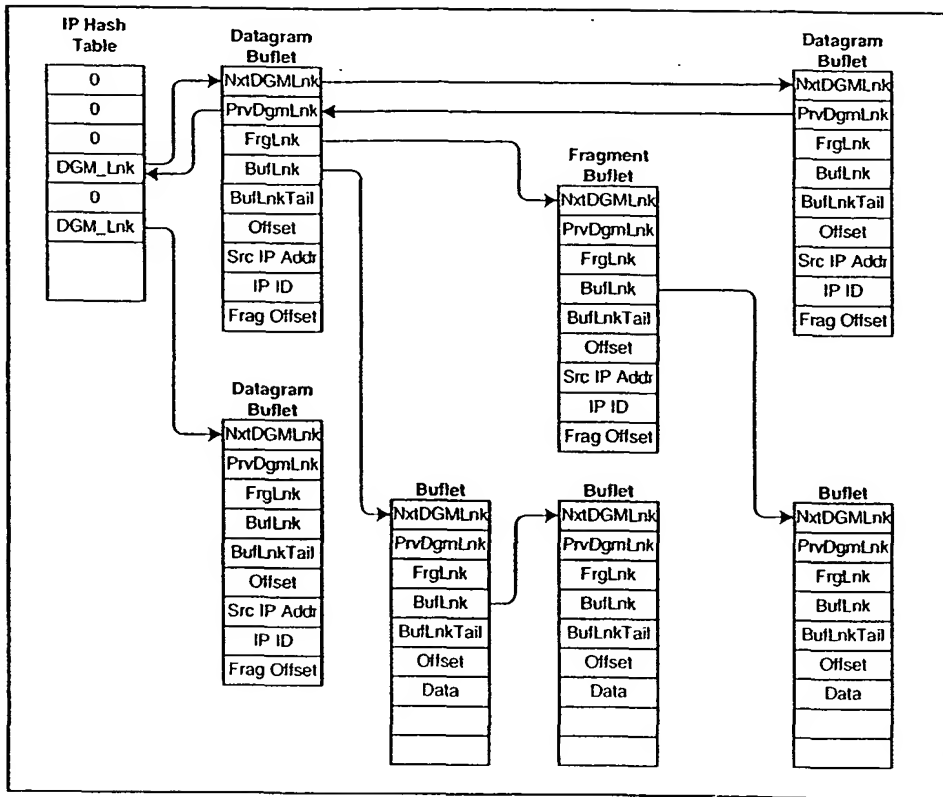 IP Hash
Table
0
0
0
DGM_Lnk
0
DGM_Lnk
Datagram
Buflet
NxtDGMLnk
PrvDgmLnk
FrgLnk
BufLnk
BufLnkTail
Offset
Src IP Addr
IP ID
Frag Offset
Datagram
Buflet
NxtDGMLnk
PrvDgmLnk
FrgLnk
BufLnk
BufLnkTail
Offset
Src IP Addr
IP ID
Frag Offset
Fragment
Buflet
NxtDGMLnk
PrvDgmLnk
FrgLnk
BufLnk
BufLnkTail
Offset
Src IP Addr
IP ID
Frag Offset
Datagram
Buflet
NxtDGMLnk
PrvDgmLnk
FrgLnk
BufLnk
BufLnkTail
Offset
Src IP Addr
IP ID
Frag Offset
Buflet
NxtDGMLnk
PrvDgmLnk
FrgLnk
BufLnk
BufLnkTail
Offset
Data
Buflet
NxtDGMLnk
PrvDgmLnk
FrgLnk
BufLnk
BufLnkTail
Offset
Data
Buflet
NxtDGMLnk
PrvDgmLnk
FrgLnk
BufLnk
BufLnkTail
Offset
Data